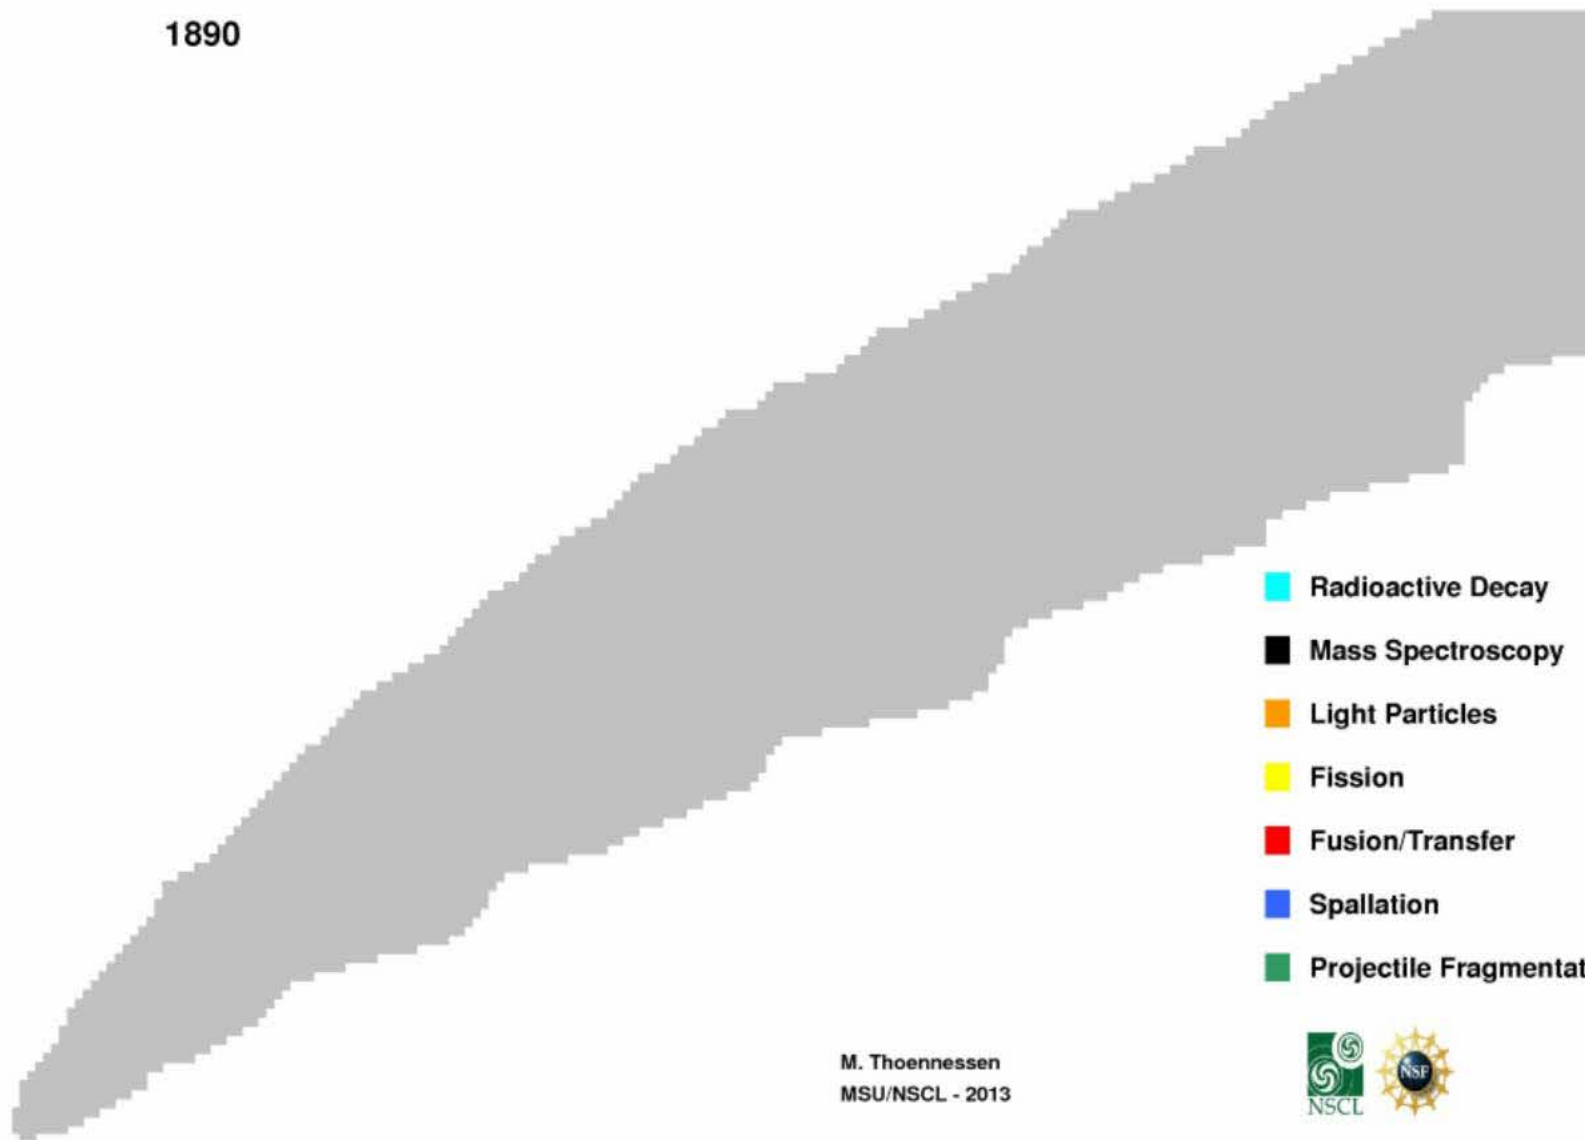 1890
Radioactive Decay
Mass Spectroscopy
Light Particles
Fission
Fusion/Transfer
Spallation
Projectile Fragmentat
M. Thoennessen
MSU/NSCL - 2013
NSCL
NSF